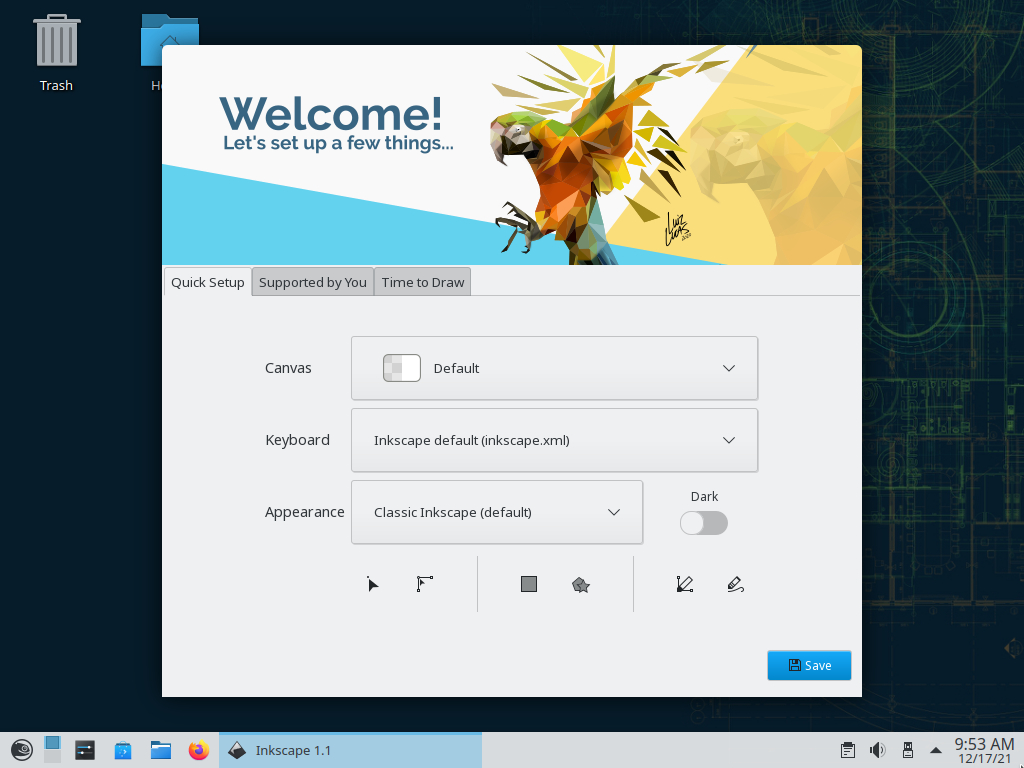 Trash
Welcome!
Let's set up a few things...
Quick Setup
Supported by You
Time to Draw
Canvas
Default
Keyboard
Inkscape default (inkscape.xml)
Appearance
Classic Inkscape (default)
Dark
Save
Inkscape 1.1
9:53 AM
12/17/21